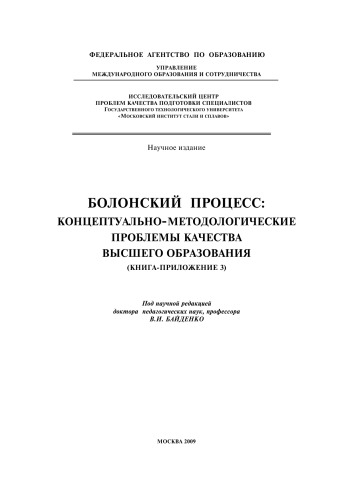 ФЕДЕРАЛЬНОЕ АГЕНТСТВО ПО ОБРАЗОВАНИЮ
УПРАВЛЕНИЕ
МЕЖДУНАРОДНОГО ОБРАЗОВАНИЯ И СОТРУДНИЧЕСТВА
ИССЛЕДОВАТЕЛЬСКИЙ ЦЕНТР
ПРОБЛЕМ КАЧЕСТВА ПОДГОТОВКИ СПЕЦИАЛИСТОВ
ГОСУДАРСТВЕННОГО ТЕХНОЛОГИЧЕСКОГО УНИВЕРСИТЕТА
«МОСКОВСКИЙ ИНСТИТУТ СТАЛИ И СПЛАВОВ»
Научное издание
БОЛОНСКИЙ ПРОЦЕСС:
КОНЦЕПТУАЛЬНО-МЕТОДОЛОГИЧЕСКИЕ
ПРОБЛЕМЫ КАЧЕСТВА
ВЫСШЕГО ОБРАЗОВАНИЯ
(КНИГА-ПРИЛОЖЕНИЕ 3)
Под научной редакцией
доктора педагогических наук, профессора
В.И. БАЙДЕНКО
МОСКВА 2009